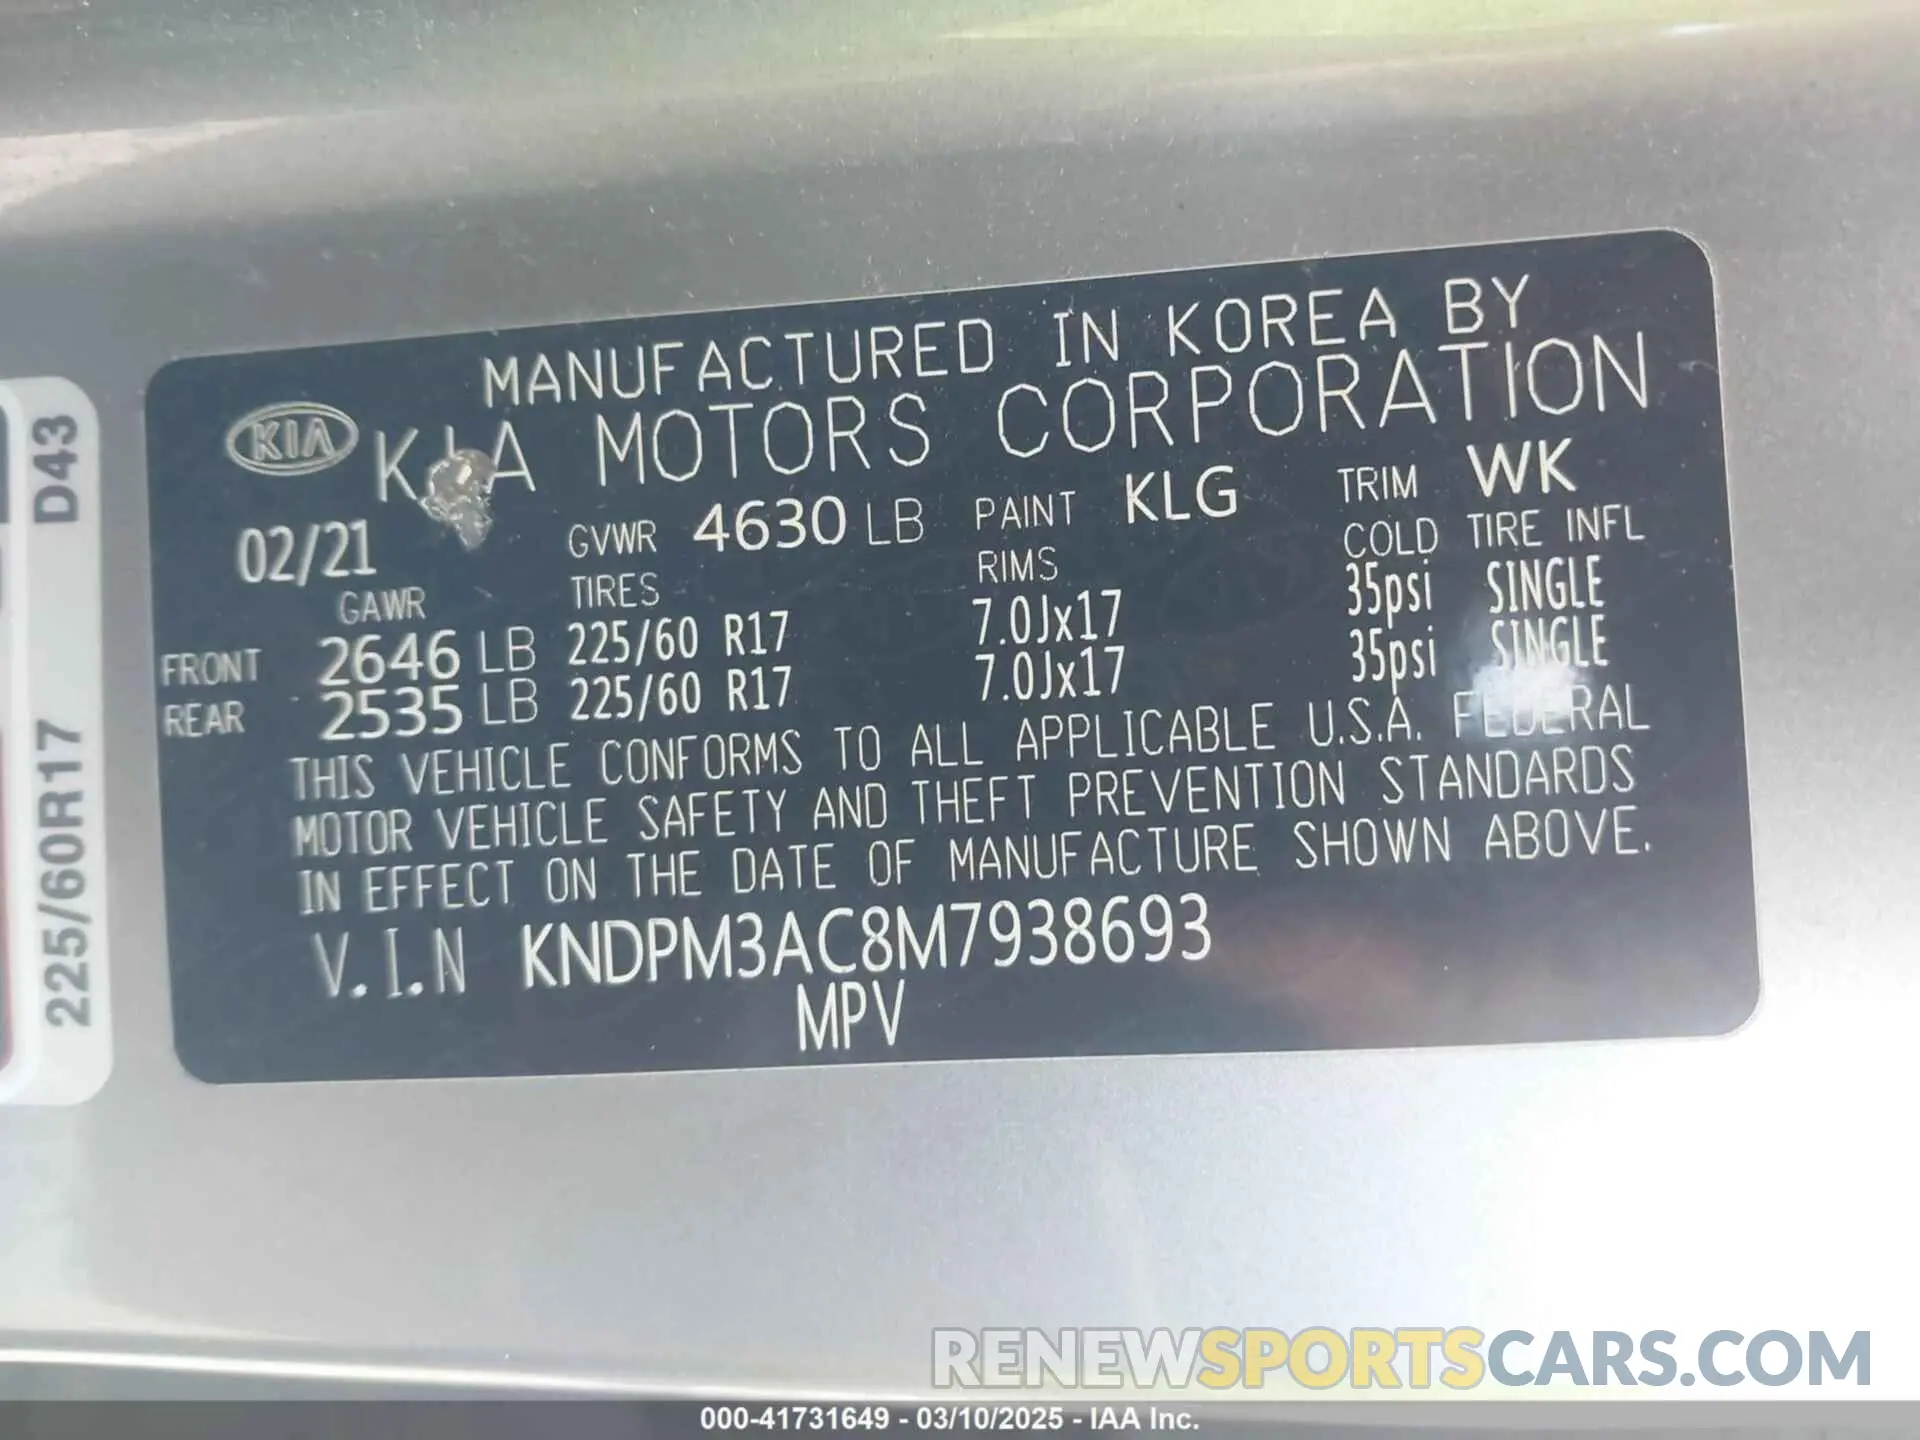 MANUFACTURED IN KOREA BY
KIA KIA MOTORS CORPORATION
02/21 GVWR 4630 LB PAINT KLG TRIM WK
GAWR TIRES RIMS COLD TIRE INFL
FRONT 2646 LB 225/60 R17 7.0Jx17 35psi SINGLE
REAR 2535 LB 225/60 R17 7.0Jx17 35psi SINGLE
THIS VEHICLE CONFORMS TO ALL APPLICABLE U.S.A. FEDERAL
MOTOR VEHICLE SAFETY AND THEFT PREVENTION STANDARDS
IN EFFECT ON THE DATE OF MANUFACTURE SHOWN ABOVE.
V.I.N KNDPM3AC8M7938693
MPV
225/60R17 D43
RENEWSPORTSCARS.COM
000-41731649 - 03/10/2025 - IAA Inc.